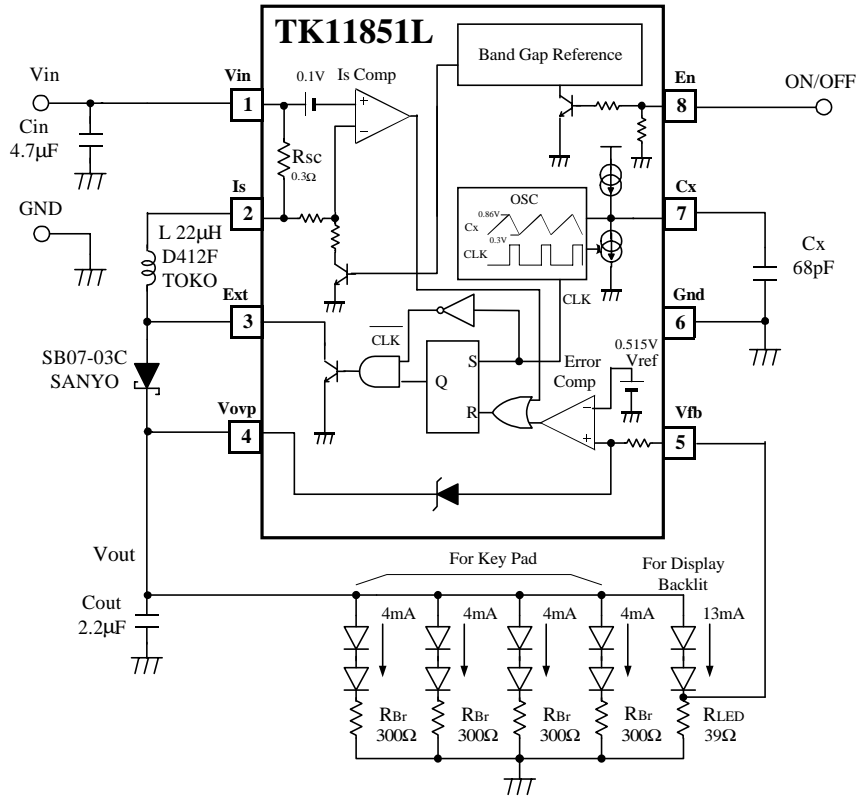 TK11851L
Band Gap Reference
Vin
Vin
0.1V
Is Comp
En
ON/OFF
1
8
Cin
4.7µF
Rsc
0.3Ω
Is
OSC
Cx
2
0.86V
Cx
0.3V
CLK
7
GND
L 22µH
D412F
TOKO
Cx
68pF
Ext
CLK
Gnd
3
CLK
6
0.515V
Vref
SB07-03C
SANYO
Error
Comp
S
Q
R
Vovp
Vfb
4
5
Vout
For Key Pad
For Display
Backlit
Cout
2.2µF
4mA
4mA
4mA
4mA
13mA
RBr
300Ω
RBr
300Ω
RBr
300Ω
RBr
300Ω
RLED
39Ω